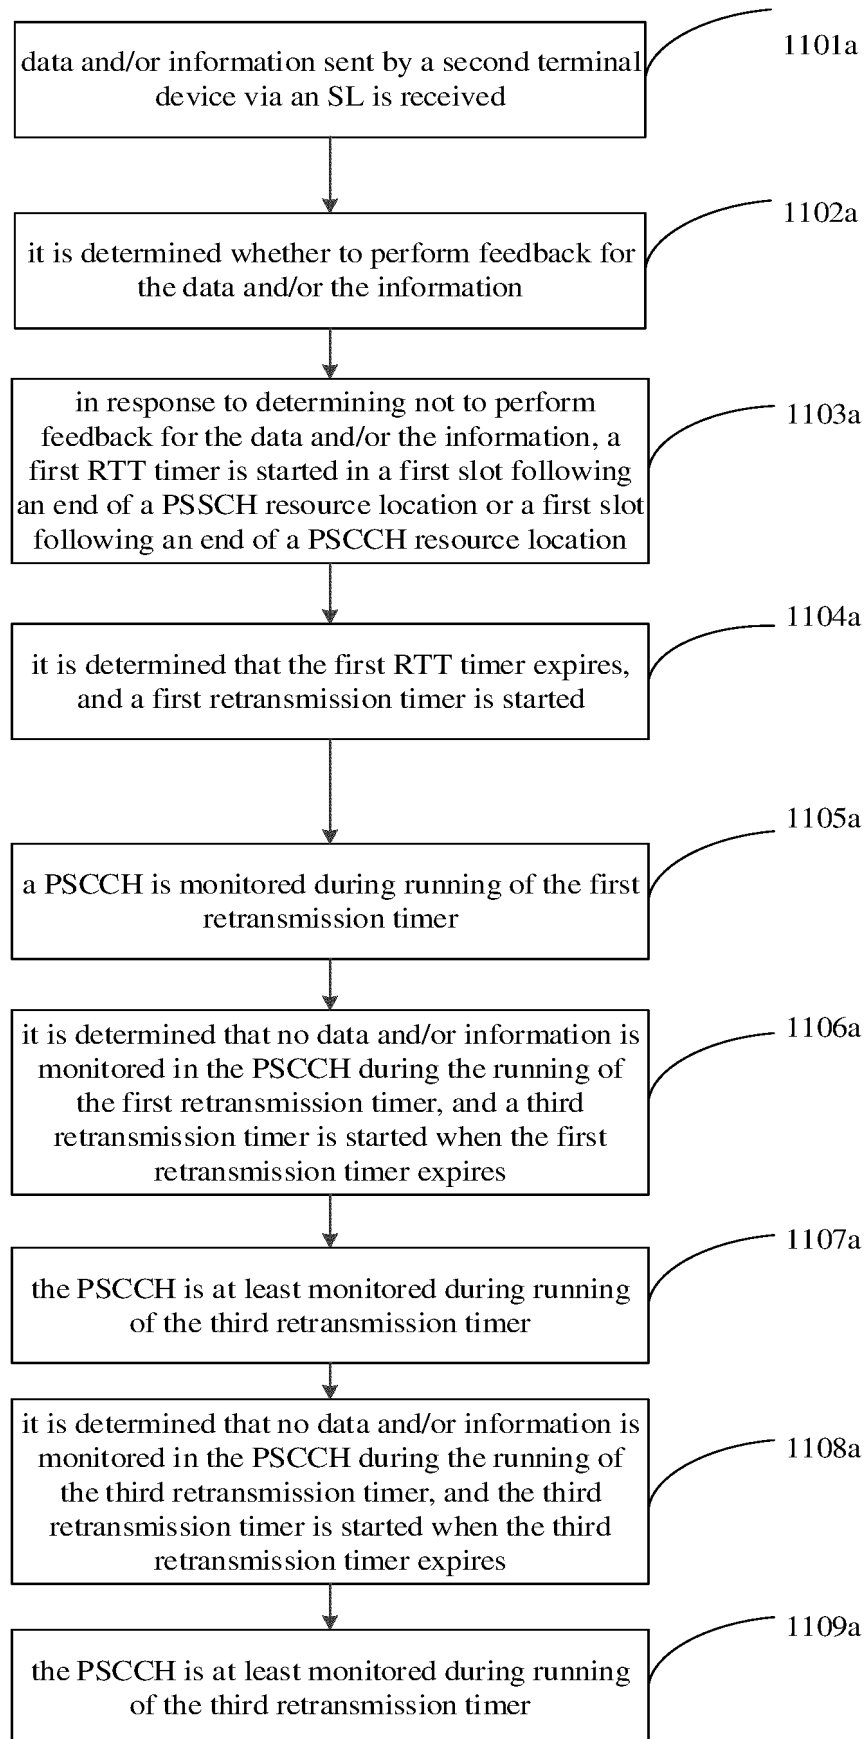 data and/or information sent by a second terminal
device via an SL is received
1101a
it is determined whether to perform feedback for
the data and/or the information
1102a
in response to determining not to perform
feedback for the data and/or the information, a
first RTT timer is started in a first slot following
an end of a PSSCH resource location or a first slot
following an end of a PSCCH resource location
1103a
it is determined that the first RTT timer expires,
and a first retransmission timer is started
1104a
a PSCCH is monitored during running of the first
retransmission timer
1105a
it is determined that no data and/or information is
monitored in the PSCCH during the running of
the first retransmission timer, and a third
retransmission timer is started when the first
retransmission timer expires
1106a
the PSCCH is at least monitored during running
of the third retransmission timer
1107a
it is determined that no data and/or information is
monitored in the PSCCH during the running of
the third retransmission timer, and the third
retransmission timer is started when the third
retransmission timer expires
1108a
the PSCCH is at least monitored during running
of the third retransmission timer
1109a